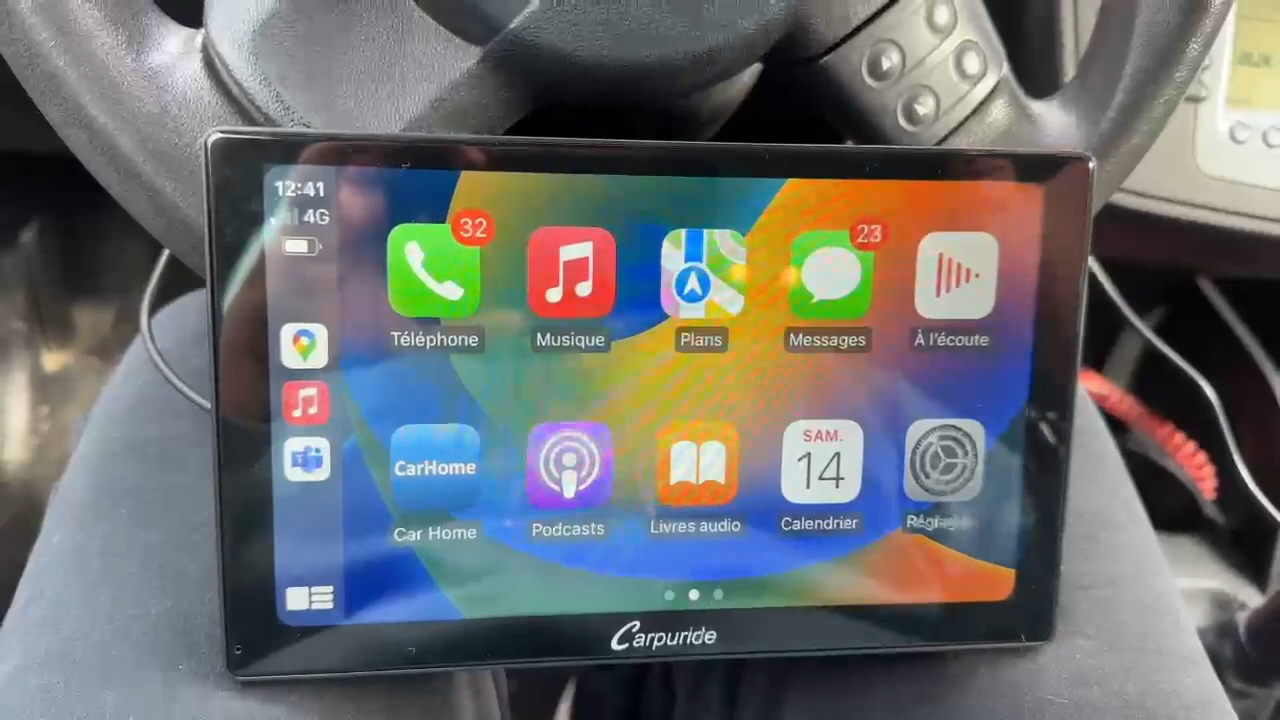 12:41
4G
32
23
Téléphone
Musique
Plans
Messages
À l'écoute
CarHome
SAM.
14
Car Home
Podcasts
Livres audio
Calendrier
Carpuride